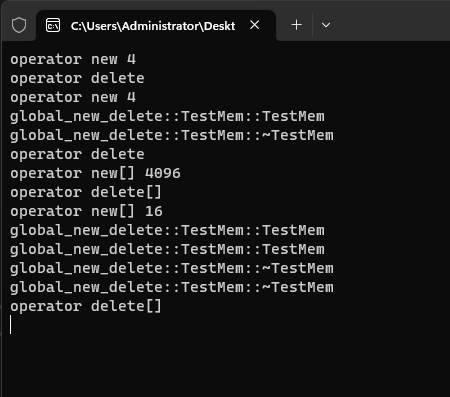 C:\Users\Administrator\Deskt
operator new 4
operator delete
operator new 4
global_new_delete::TestMem::TestMem
global_new_delete::TestMem::~TestMem
operator delete
operator new[] 4096
operator delete[]
operator new[] 16
global_new_delete::TestMem::TestMem
global_new_delete::TestMem::TestMem
global_new_delete::TestMem::~TestMem
global_new_delete::TestMem::~TestMem
operator delete[]